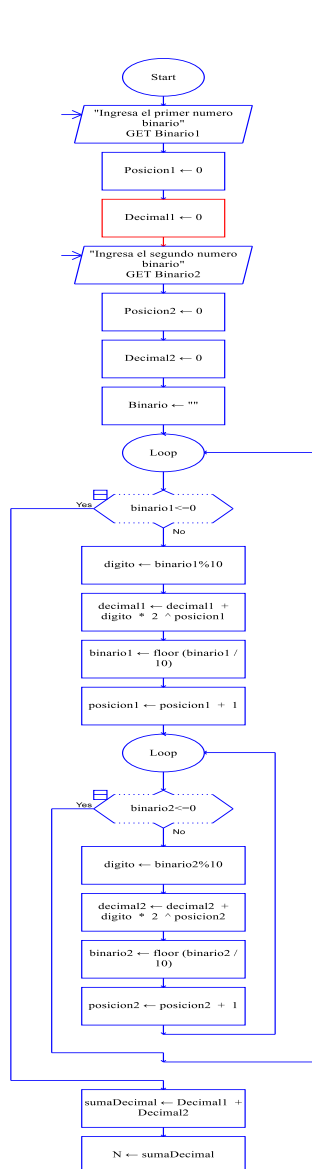 Start
"Ingresa el primer numero
binario"
GET Binario1
Posicion1 ← 0
Decimal1 ← 0
"Ingresa el segundo numero
binario"
GET Binario2
Posicion2 ← 0
Decimal2 ← 0
Binario ← ""
Loop
Yes
binario1<=0
No
digito ← binario1%10
decimal1 ← decimal1 +
digito * 2 ^ posicion1
binario1 ← floor (binario1 /
10)
posicion1 ← posicion1 + 1
Loop
Yes
binario2<=0
No
digito ← binario2%10
decimal2 ← decimal2 +
digito * 2 ^ posicion2
binario2 ← floor (binario2 /
10)
posicion2 ← posicion2 + 1
sumaDecimal ← Decimal1 +
Decimal2
N ← sumaDecimal